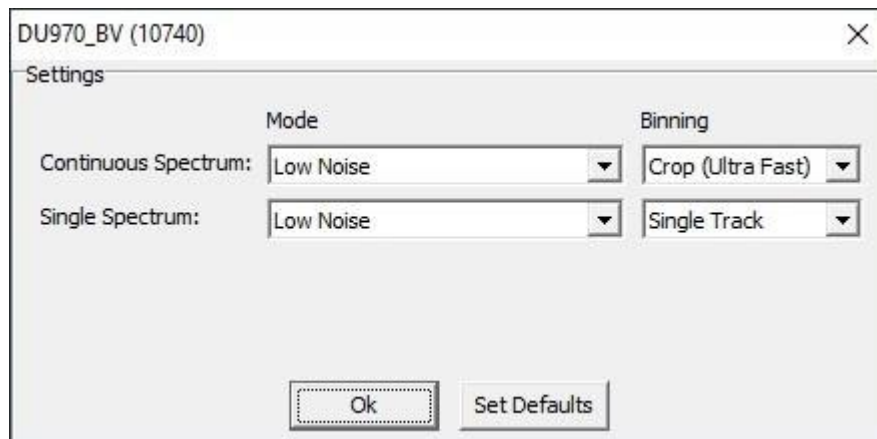 DU970_BV (10740)
Settings
Mode Binning
Continuous Spectrum: Low Noise Crop (Ultra Fast)
Single Spectrum: Low Noise Single Track
Ok Set Defaults